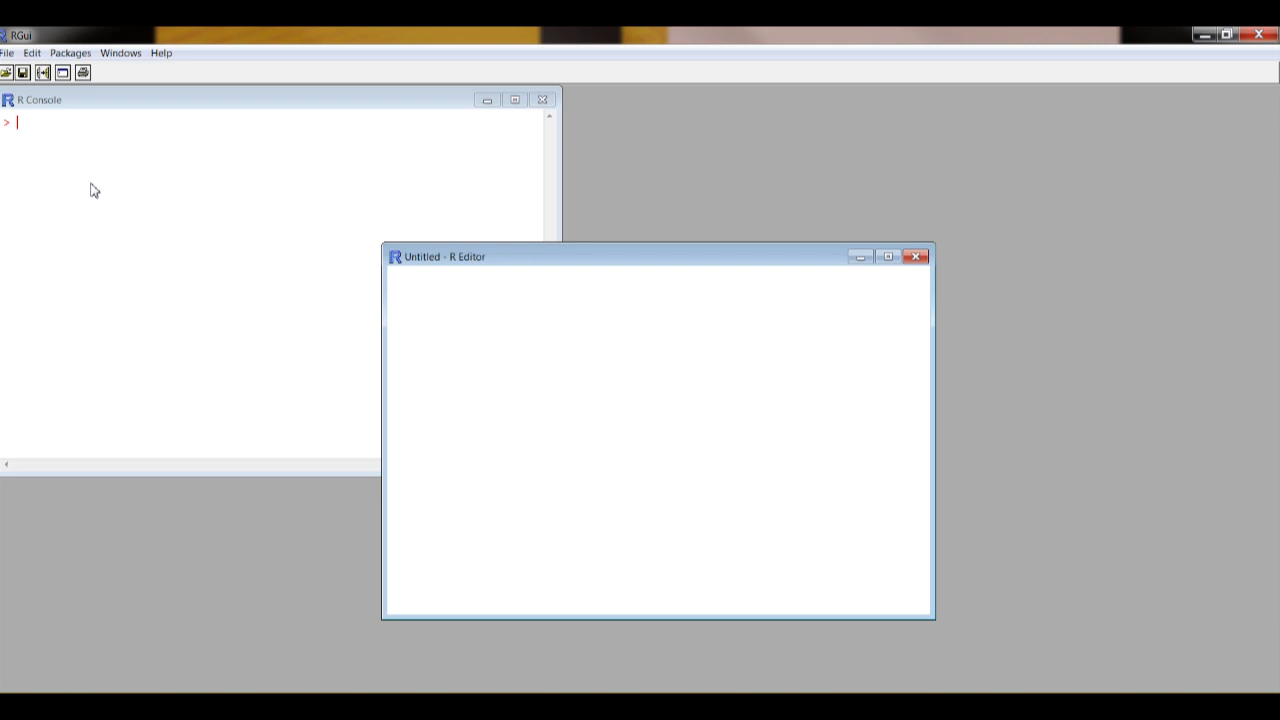 RGui
File Edit Packages Windows Help
R Console
>
Untitled - R Editor